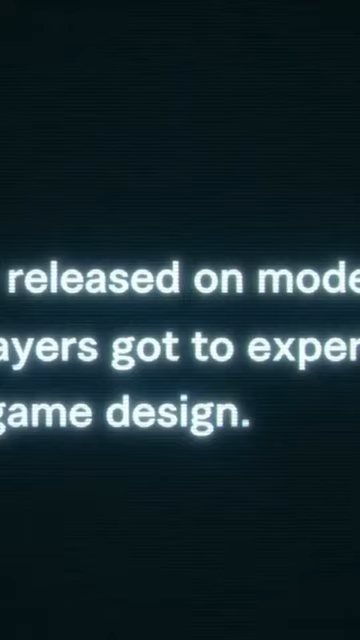 released on mode
ayers got to exper
game design.